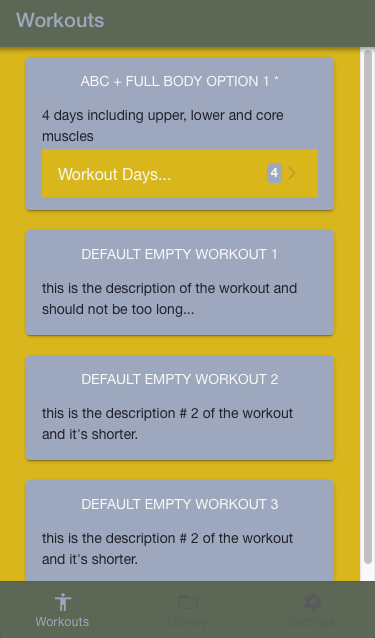 Workouts
ABC + FULL BODY OPTION 1 *
4 days including upper, lower and core
muscles
Workout Days... 4
DEFAULT EMPTY WORKOUT 1
this is the description of the workout and
should not be too long...
DEFAULT EMPTY WORKOUT 2
this is the description # 2 of the workout
and it's shorter.
DEFAULT EMPTY WORKOUT 3
this is the description # 2 of the workout
and it's shorter.
Workouts Library Settings